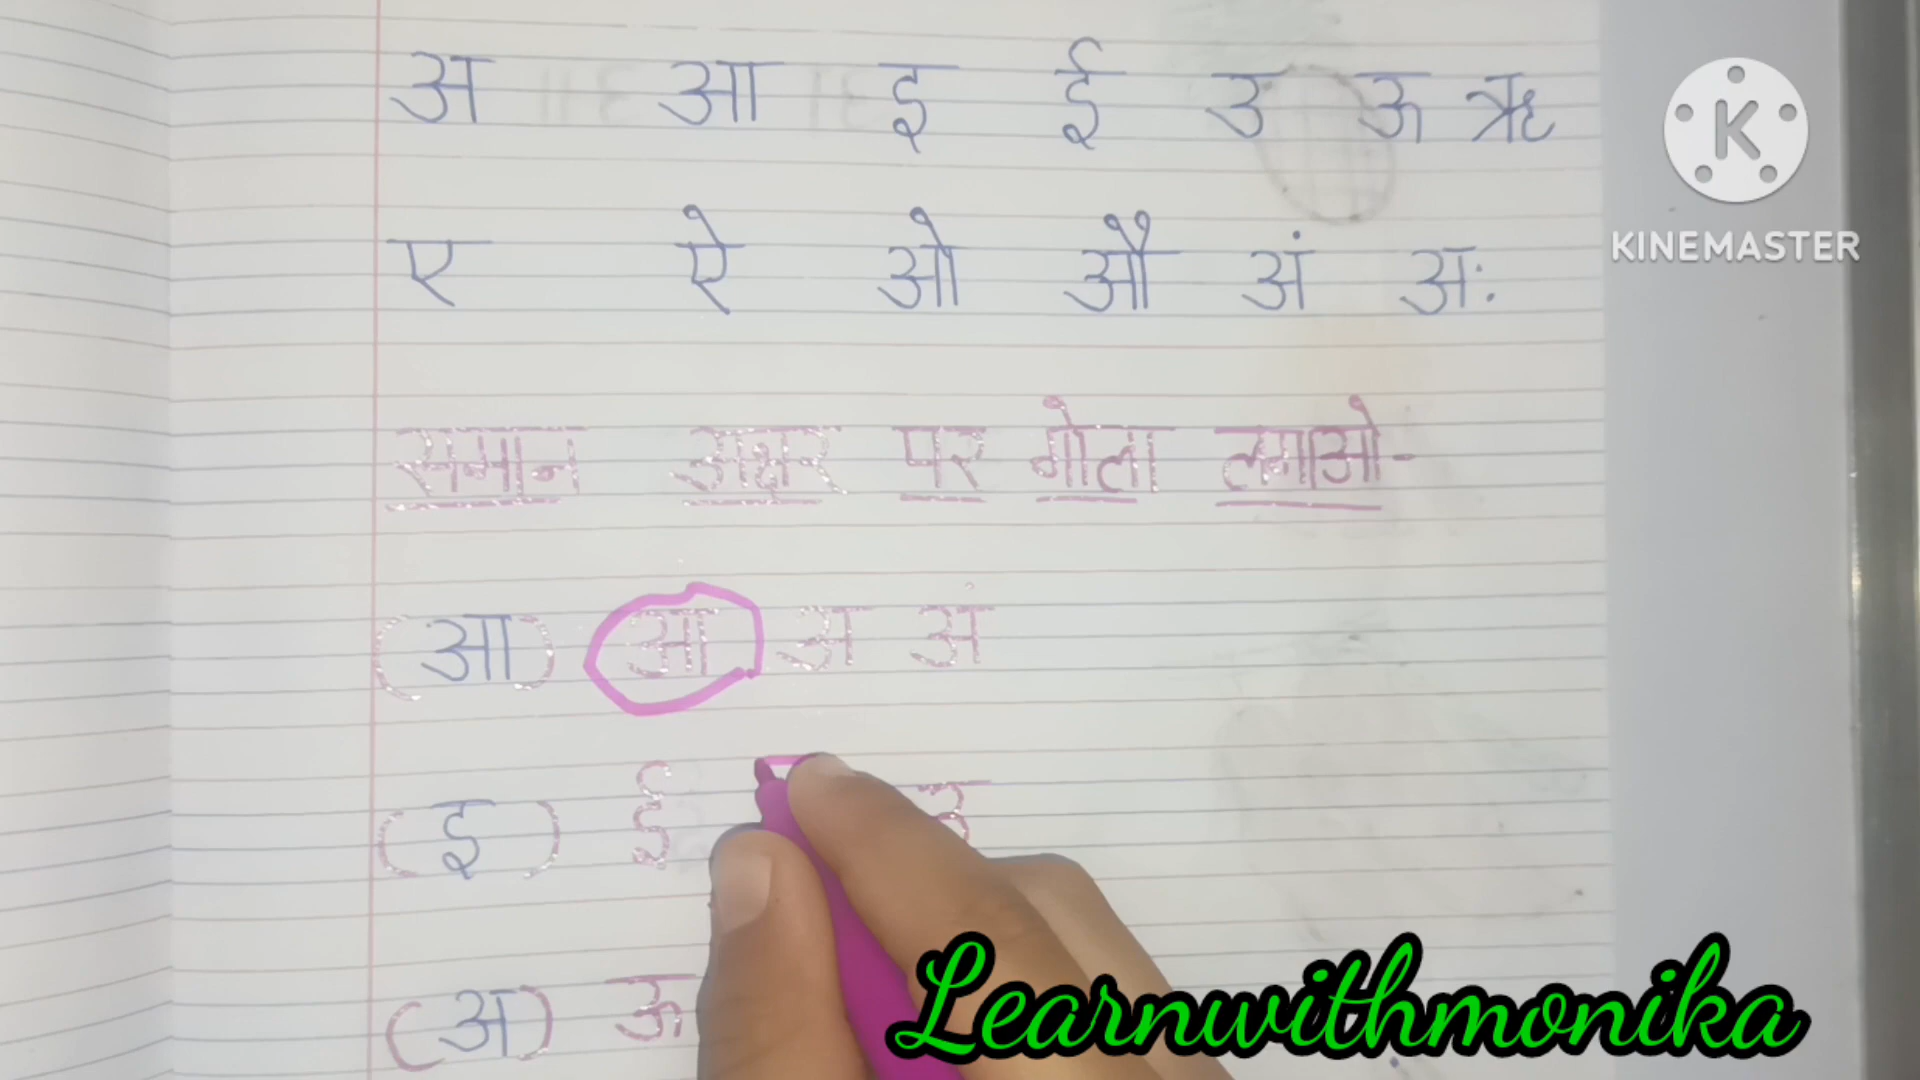 अ आ इ ई उ ऊ ऋ
ए ऐ ओ औ अं अः
समान अक्षर पर गोला लगाओ-
(आ) आ अ अं
(इ) ई उ
(अ) ऊ
K
KINEMASTER
Learnwithmonika